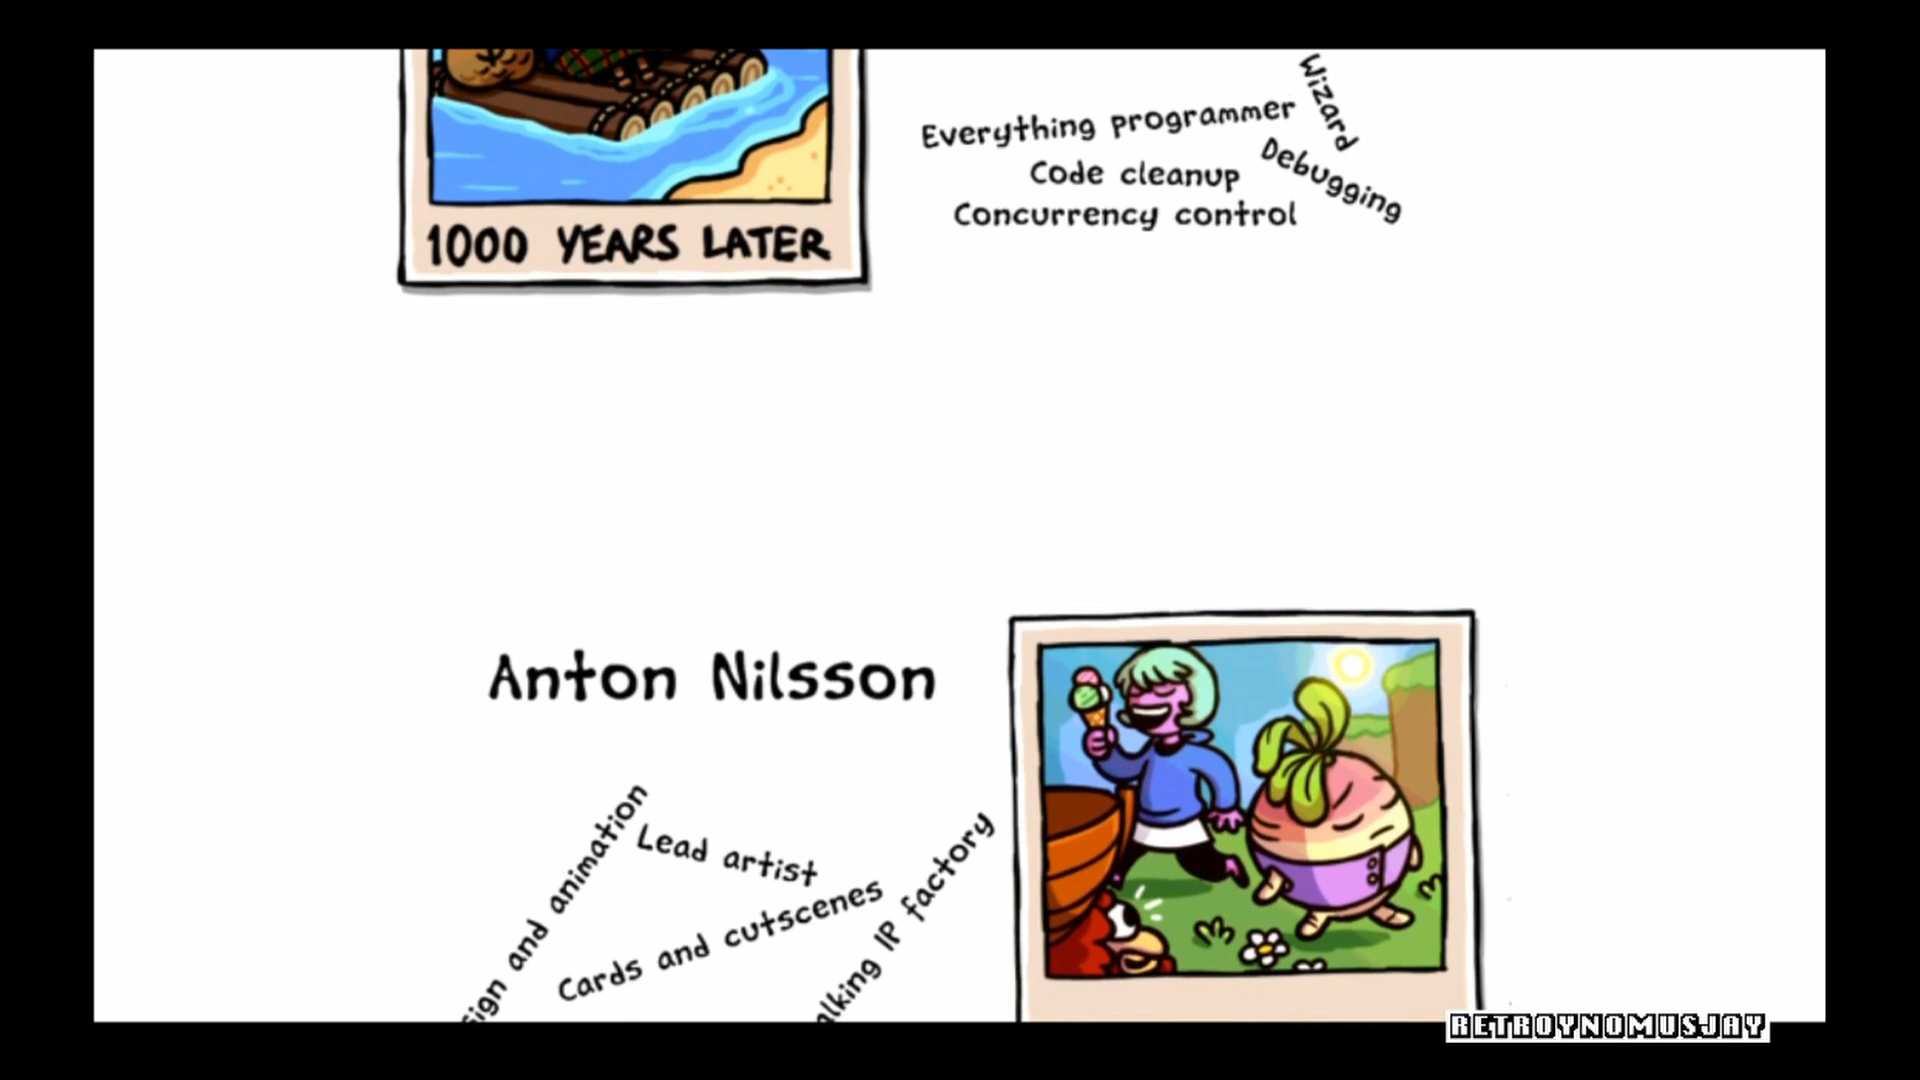 Wizard
Everything programmer
Debugging
Code cleanup
Concurrency control
1000 YEARS LATER
Anton Nilsson
Lead artist
and animation
Cards and cutscenes
IP factory
RETROYNOMUSJAY